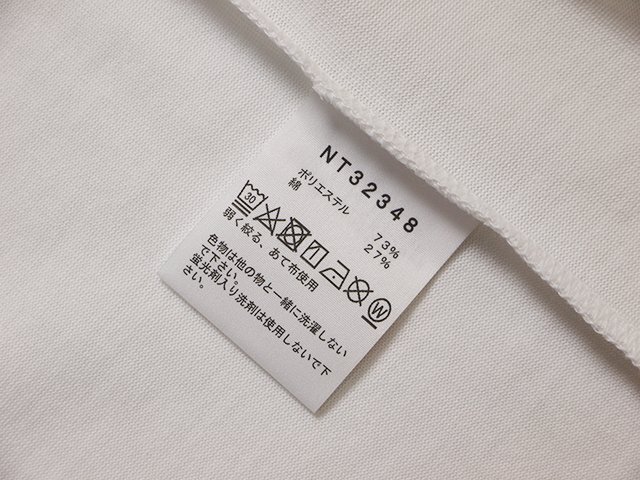 NT32348
ポリエステル 73%
綿 27%
30 W
弱く絞る、あて布使用
色物は他の物と一緒に洗濯しない
で下さい。
蛍光剤入り洗剤は使用しないで下
さい。